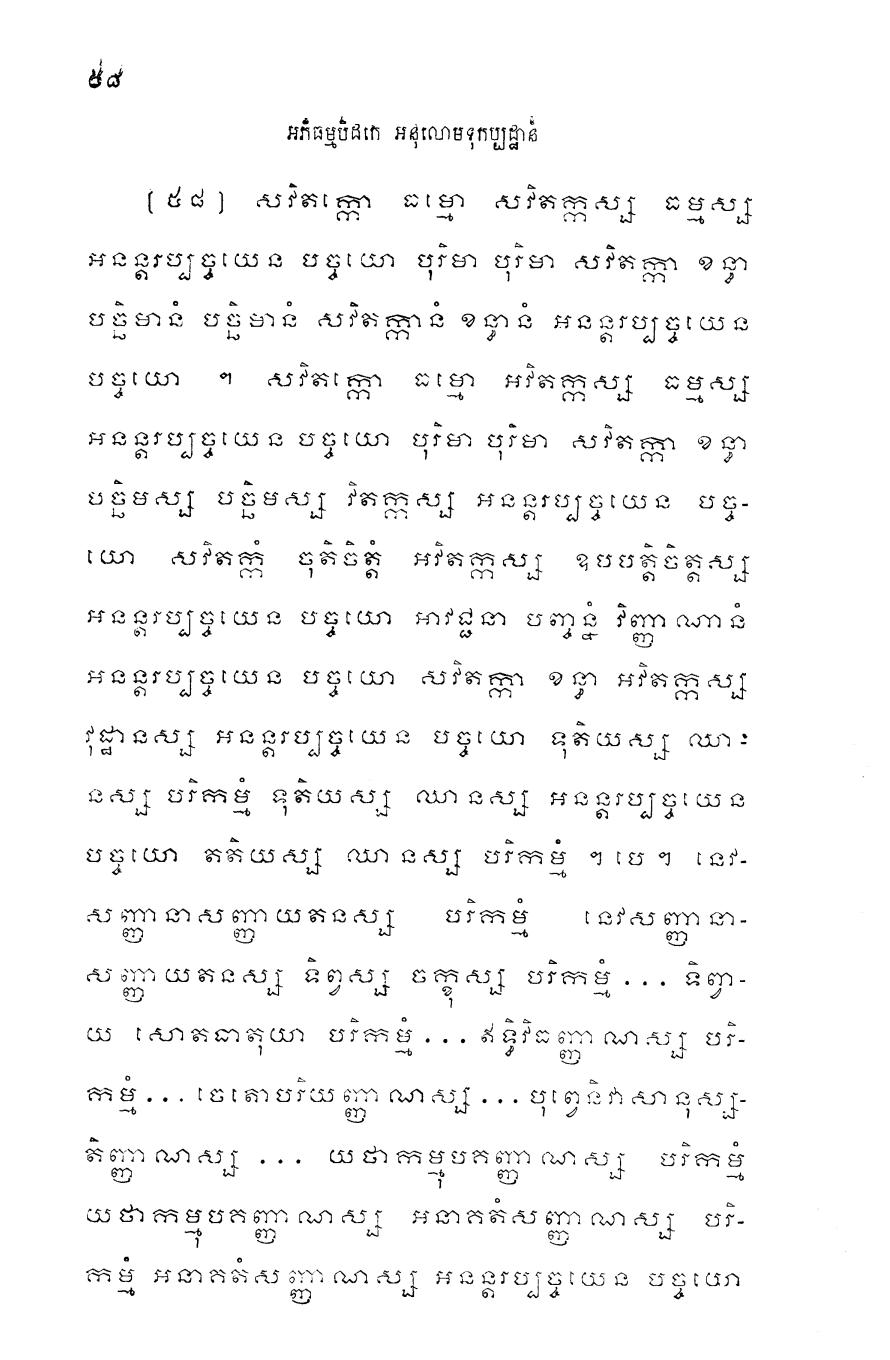 ៥៨
អភិធម្មបិដកេ អនុលោមទុកប្បដ្ឋានំ
[៥៨] សវិតក្កោ ធម្មោ សវិតក្កស្ស ធម្មស្ស
អនន្តរប្បច្ចយេន បច្ចយោ បុរិមា បុរិមា សវិតក្កា ខន្ធា
បច្ឆិមានំ បច្ឆិមានំ សវិតក្កានំ ខន្ធានំ អនន្តរប្បច្ចយេន
បច្ចយោ ។ សវិតក្កោ ធម្មោ អវិតក្កស្ស ធម្មស្ស
អនន្តរប្បច្ចយេន បច្ចយោ បុរិមា បុរិមា សវិតក្កា ខន្ធា
បច្ឆិមស្ស បច្ឆិមស្ស វិតក្កស្ស អនន្តរប្បច្ចយេន បច្ច-
យោ សវិតក្កំ ចុតិចិត្តំ អវិតក្កស្ស ឧបបត្តិចិត្តស្ស
អនន្តរប្បច្ចយេន បច្ចយោ អាវជ្ជនា បញ្ចន្នំ វិញ្ញាណានំ
អនន្តរប្បច្ចយេន បច្ចយោ សវិតក្កា ខន្ធា អវិតក្កស្ស
វុដ្ឋានស្ស អនន្តរប្បច្ចយេន បច្ចយោ ទុតិយស្ស ឈា-
នស្ស បរិកម្មំ ទុតិយស្ស ឈានស្ស អនន្តរប្បច្ចយេន
បច្ចយោ តតិយស្ស ឈានស្ស បរិកម្មំ ។ បេ ។ នេវ-
សញ្ញានាសញ្ញាយតនស្ស បរិកម្មំ នេវសញ្ញានា-
សញ្ញាយតនស្ស ទិព្វស្ស ចក្ខុស្ស បរិកម្មំ ... ទិព្វា-
យ សោតធាតុយា បរិកម្មំ ... ឥទ្ធិវិធញ្ញាណស្ស បរិ-
កម្មំ ... ចេតោបរិយញ្ញាណស្ស ... បុព្វេនិវាសានុស្ស-
តិញ្ញាណស្ស ... យថាកម្មុបគញ្ញាណស្ស បរិកម្មំ
យថាកម្មុបគញ្ញាណស្ស អនាគតំសញ្ញាណស្ស បរិ-
កម្មំ អនាគតំសញ្ញាណស្ស អនន្តរប្បច្ចយេន បច្ចយោ